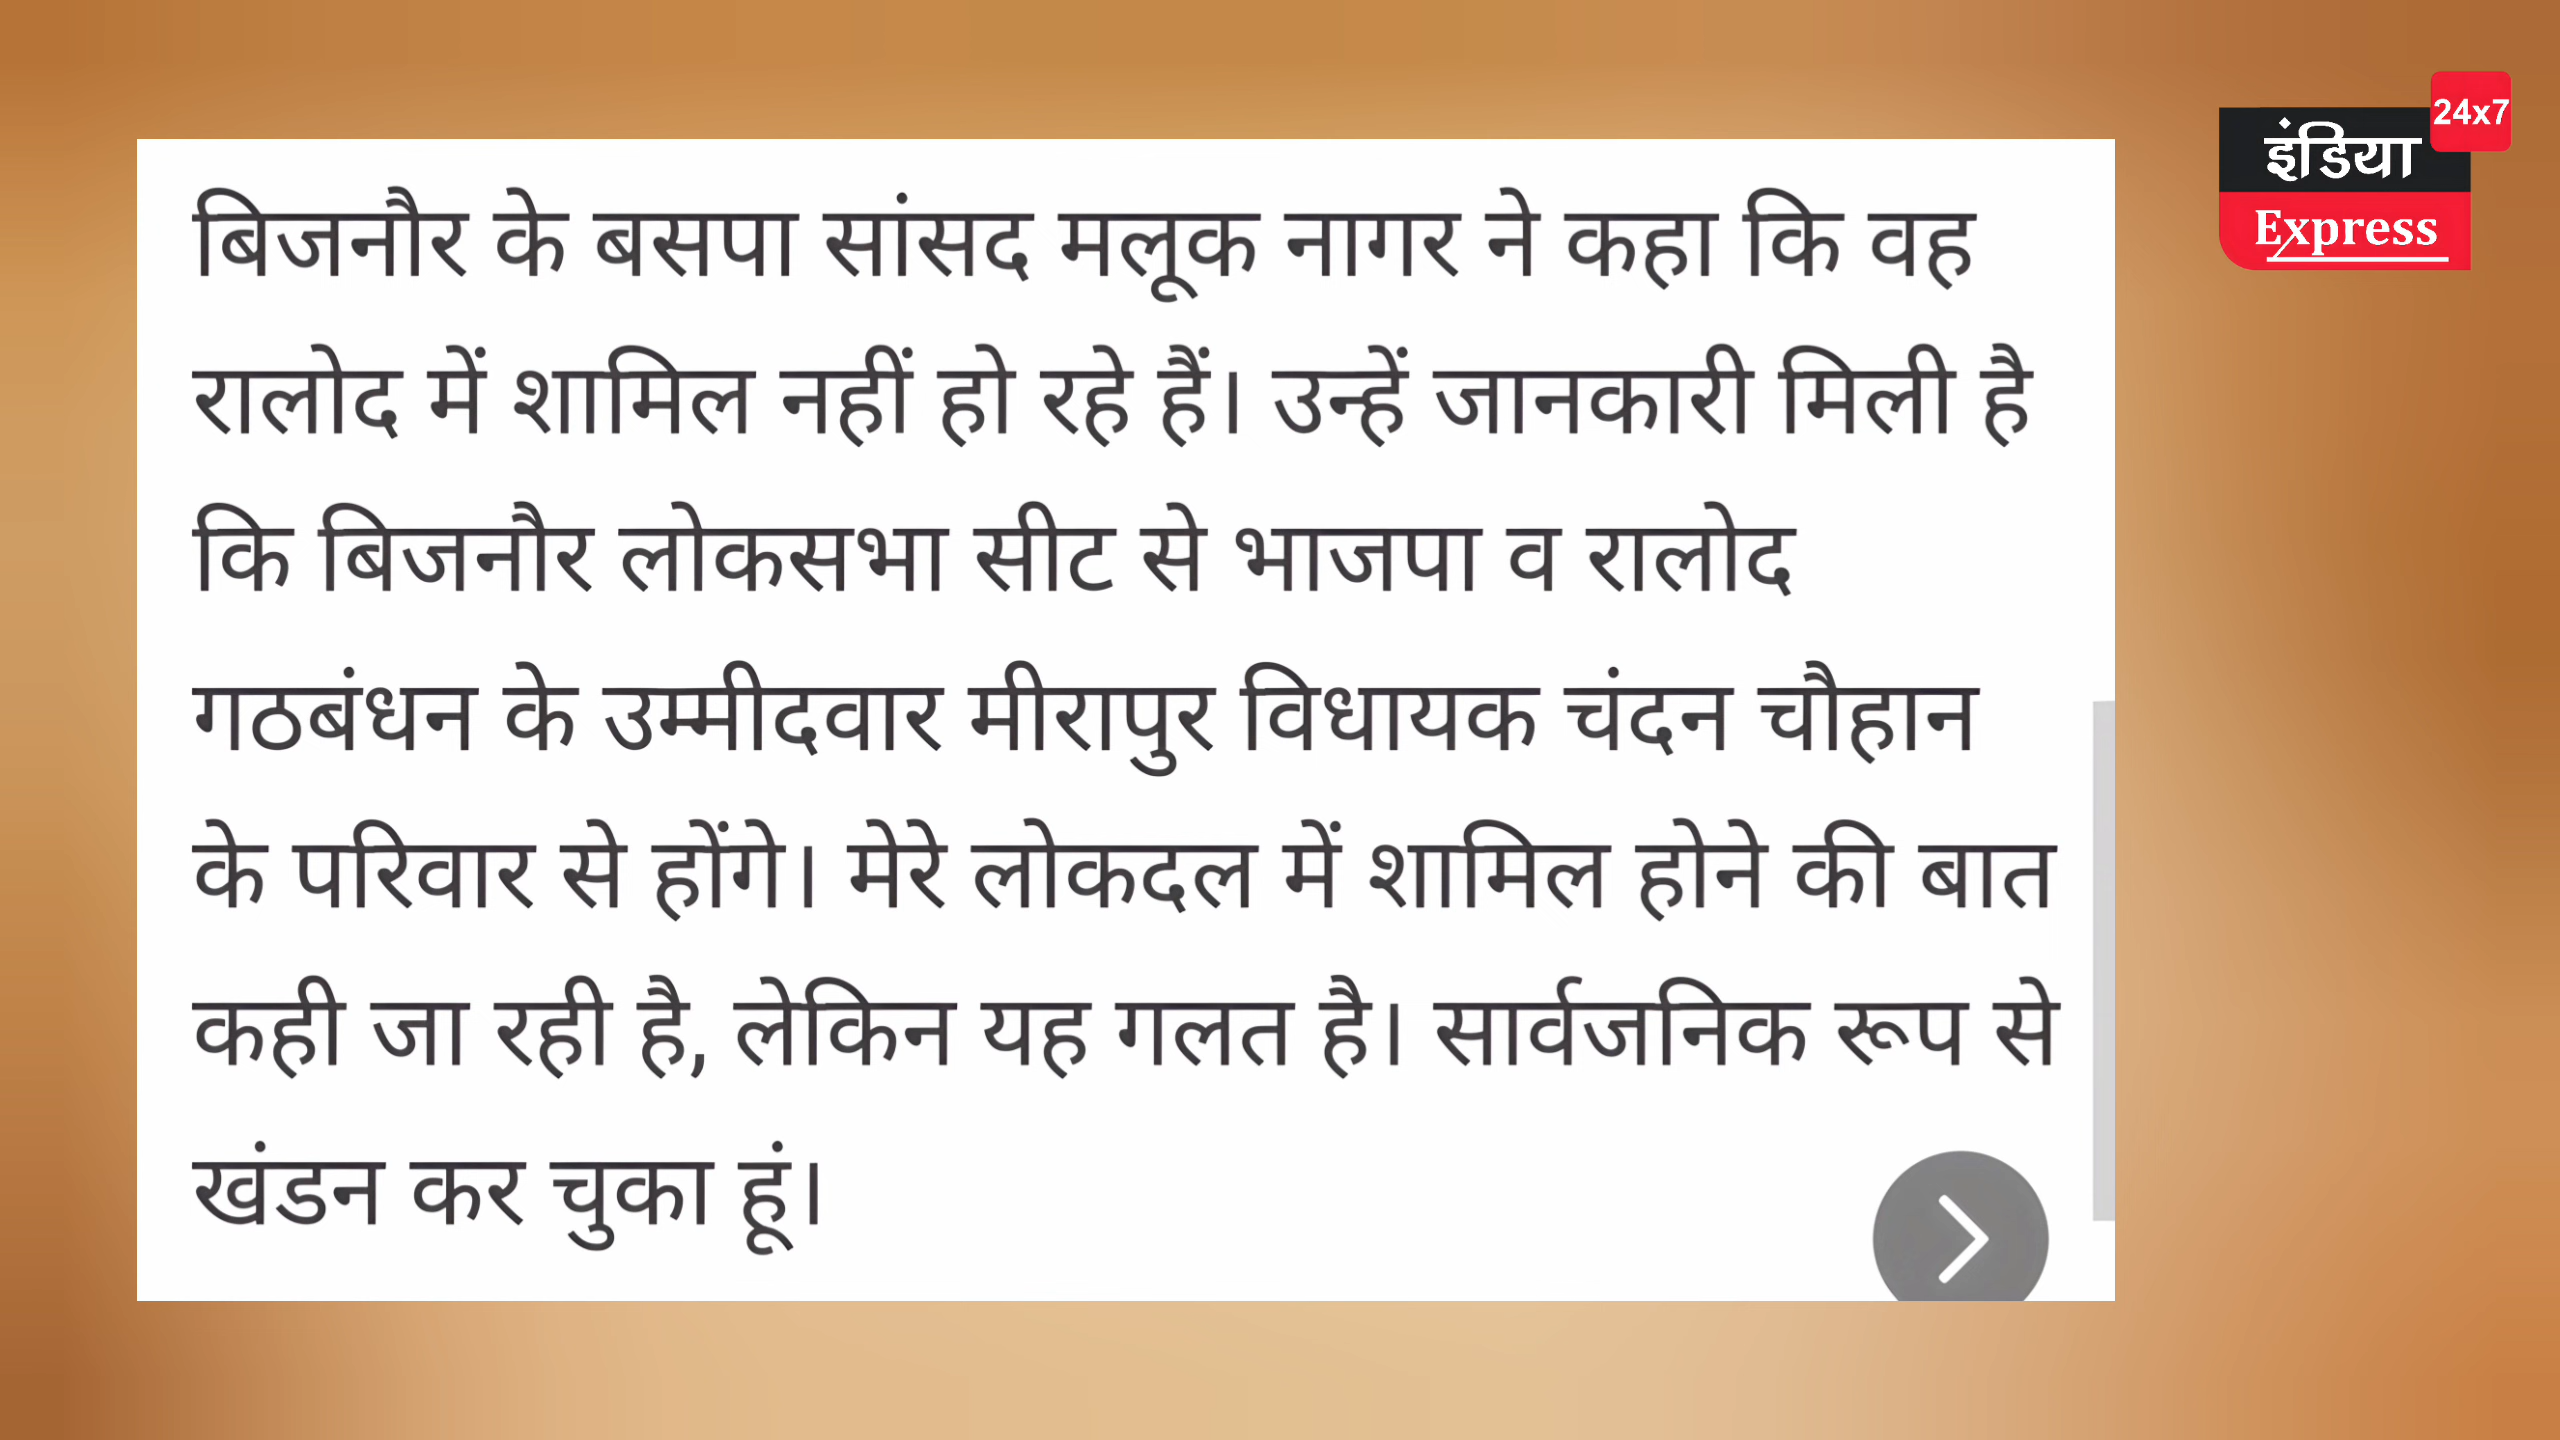 बिजनौर के बसपा सांसद मलूक नागर ने कहा कि वह
रालोद में शामिल नहीं हो रहे हैं। उन्हें जानकारी मिली है
कि बिजनौर लोकसभा सीट से भाजपा व रालोद
गठबंधन के उम्मीदवार मीरापुर विधायक चंदन चौहान
के परिवार से होंगे। मेरे लोकदल में शामिल होने की बात
कही जा रही है, लेकिन यह गलत है। सार्वजनिक रूप से
खंडन कर चुका हूं।
24x7
इंडिया
Express